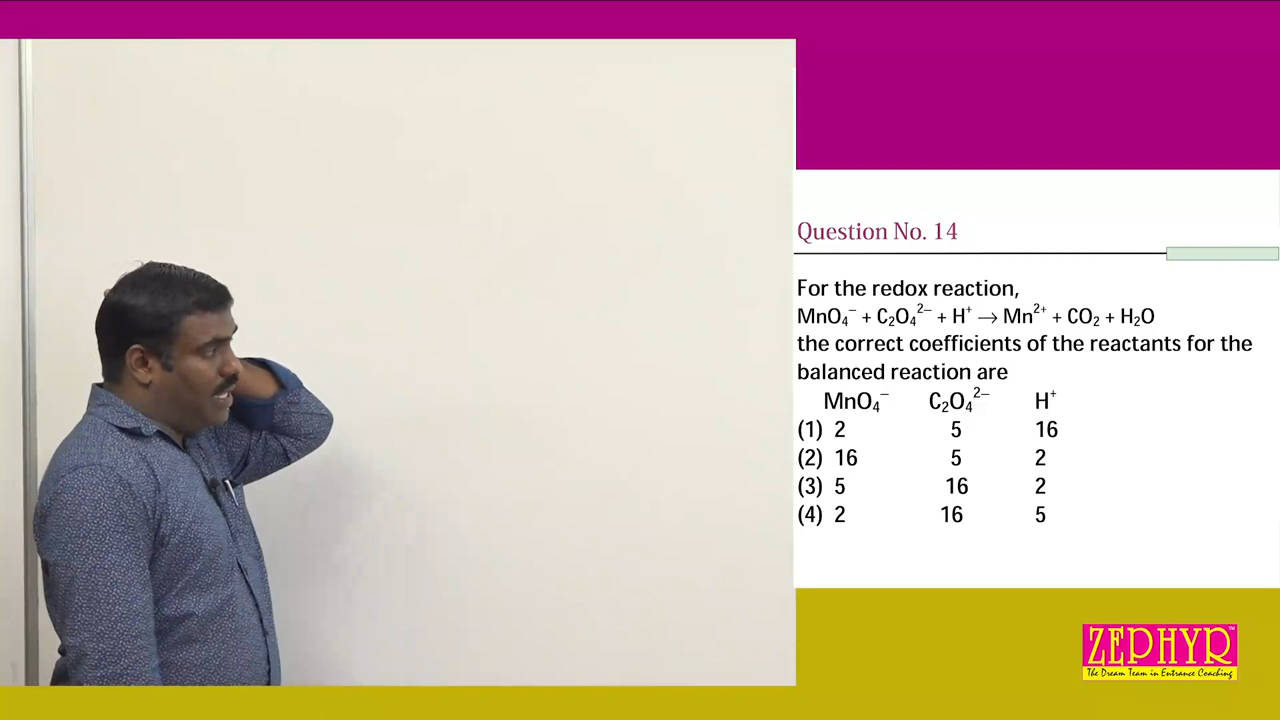 Question No. 14
For the redox reaction,
MnO₄⁻ + C₂O₄²⁻ + H⁺ → Mn²⁺ + CO₂ + H₂O
the correct coefficients of the reactants for the
balanced reaction are
MnO₄⁻ C₂O₄²⁻ H⁺
(1) 2 5 16
(2) 16 5 2
(3) 5 16 2
(4) 2 16 5
ZEPHYR™
The Dream Team in Entrance Coaching